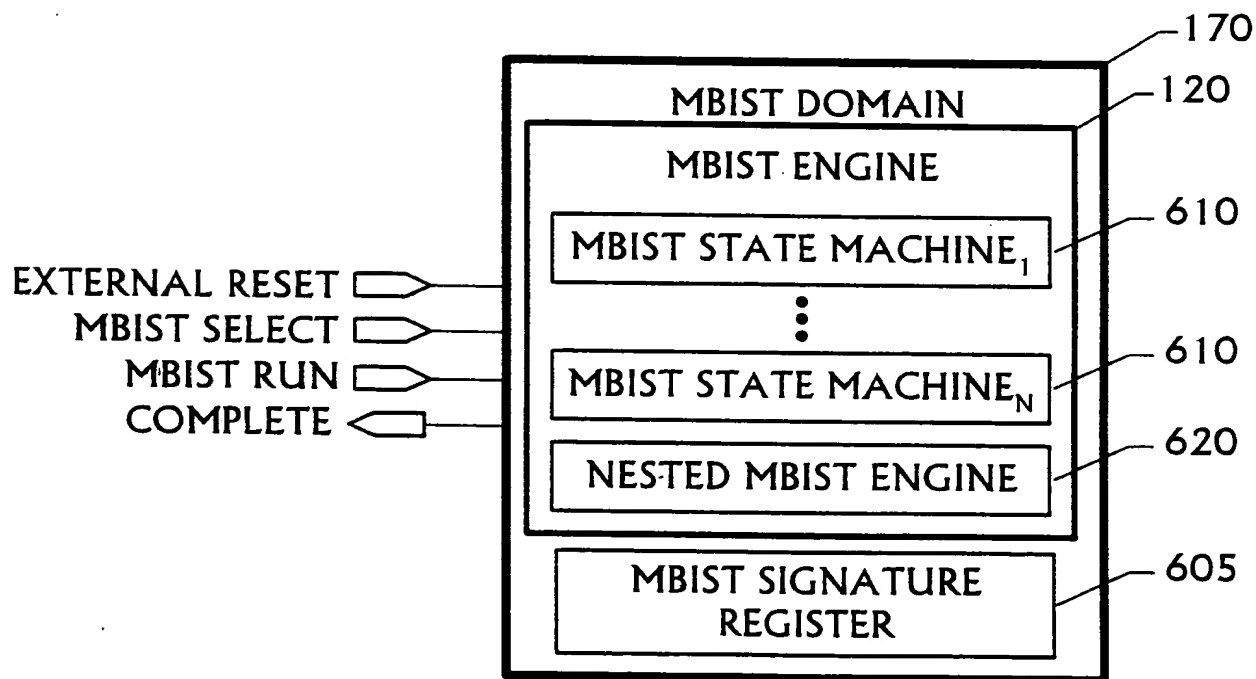 170
MBIST DOMAIN
120
MBIST ENGINE
MBIST STATE MACHINE1
610
EXTERNAL RESET
MBIST SELECT
MBIST RUN
COMPLETE
MBIST STATE MACHINEN
610
NESTED MBIST ENGINE
620
MBIST SIGNATURE
REGISTER
605